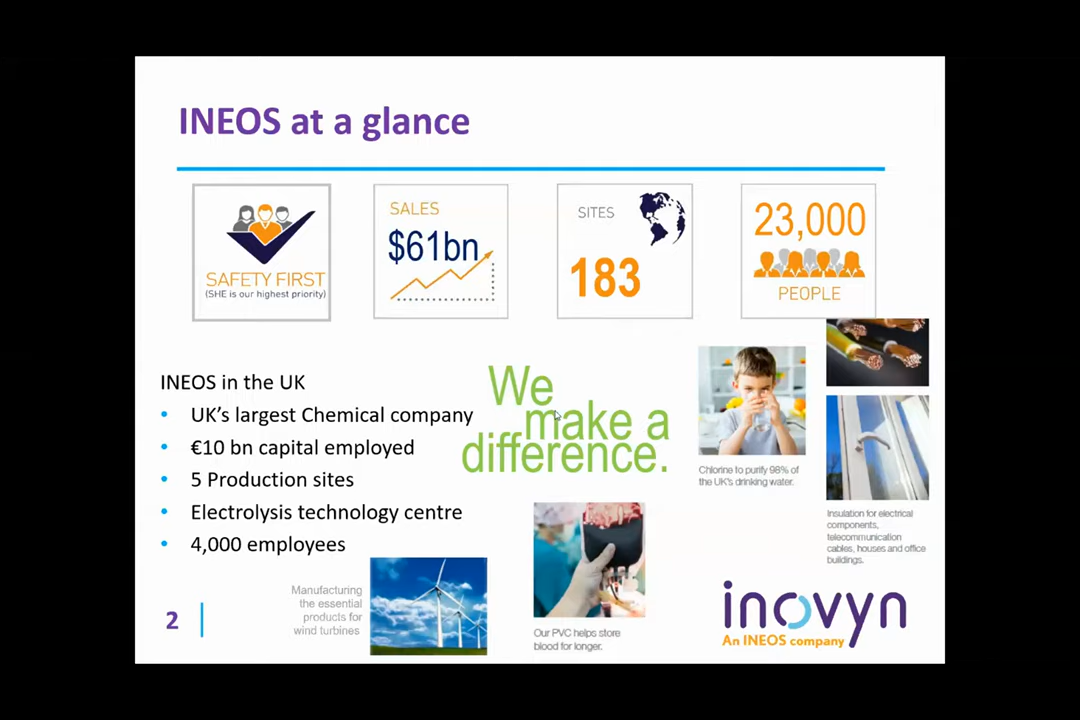 INEOS at a glance
SAFETY FIRST
(SHE is our highest priority)
SALES
$61bn
SITES
183
23,000
PEOPLE
INEOS in the UK
• UK's largest Chemical company
• €10 bn capital employed
• 5 Production sites
• Electrolysis technology centre
• 4,000 employees
We
make a
difference.
Chlorine to purify 98% of
the UK's drinking water.
Insulation for electrical
components,
telecommunication
cables, houses and office
buildings.
Manufacturing
the essential
products for
wind turbines
Our PVC helps store
blood for longer.
2
inovyn
An INEOS company